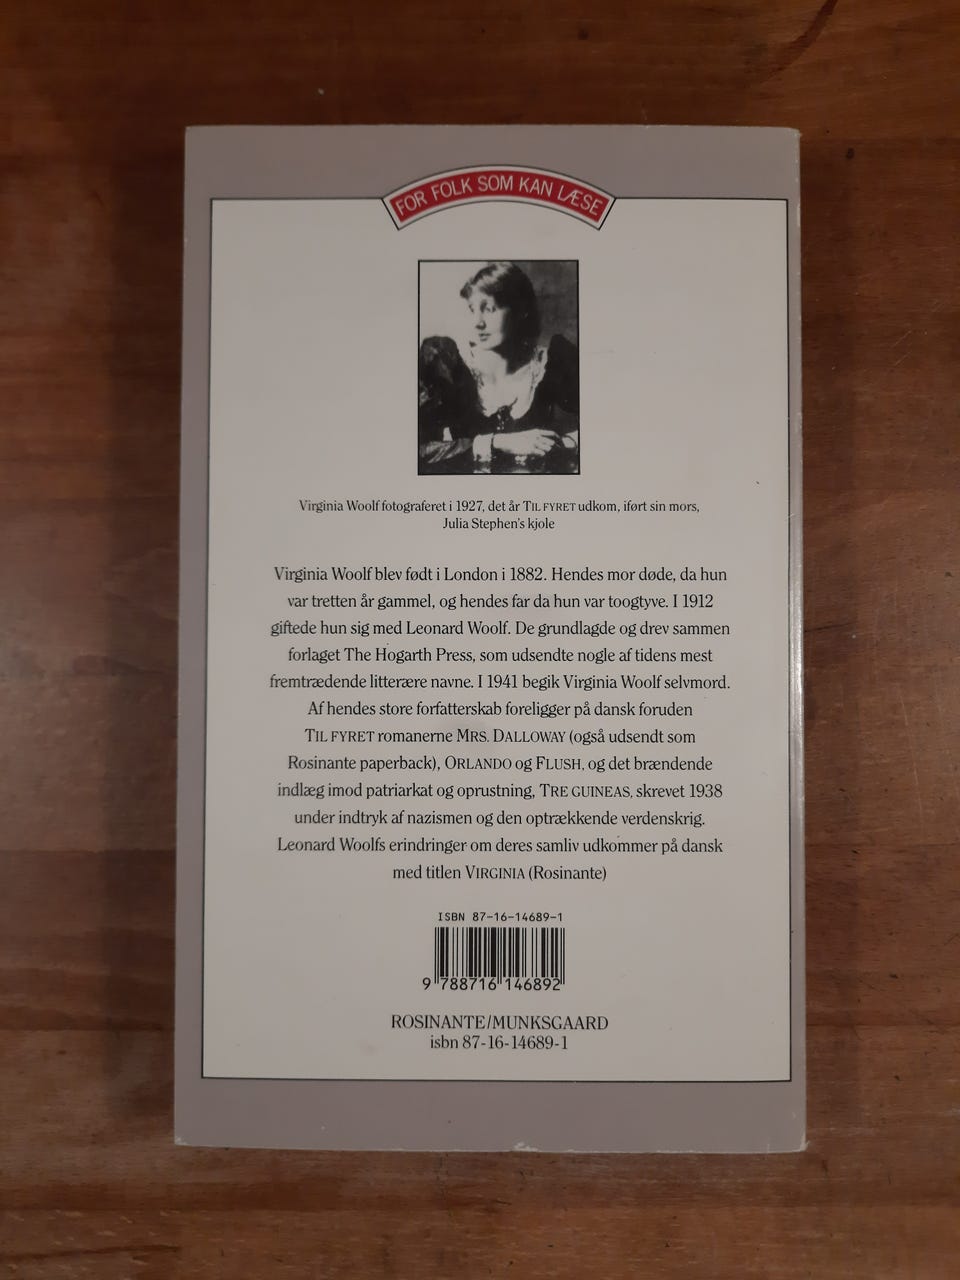 FOR FOLK SOM KAN LÆSE
Virginia Woolf fotograferet i 1927, det år TIL FYRET udkom, iført sin mors,
Julia Stephen's kjole
Virginia Woolf blev født i London i 1882. Hendes mor døde, da hun
var tretten år gammel, og hendes far da hun var toogtyve. I 1912
giftede hun sig med Leonard Woolf. De grundlagde og drev sammen
forlaget The Hogarth Press, som udsendte nogle af tidens mest
fremtrædende litterære navne. I 1941 begik Virginia Woolf selvmord.
Af hendes store forfatterskab foreligger på dansk foruden
TIL FYRET romanerne MRS. DALLOWAY (også udsendt som
Rosinante paperback), ORLANDO og FLUSH, og det brændende
indlæg imod patriarkat og oprustning, TRE GUINEAS, skrevet 1938
under indtryk af nazismen og den optrækkende verdenskrig.
Leonard Woolfs erindringer om deres samliv udkommer på dansk
med titlen VIRGINIA (Rosinante)
ISBN 87-16-14689-1
9 788716 146892
ROSINANTE/MUNKSGAARD
isbn 87-16-14689-1